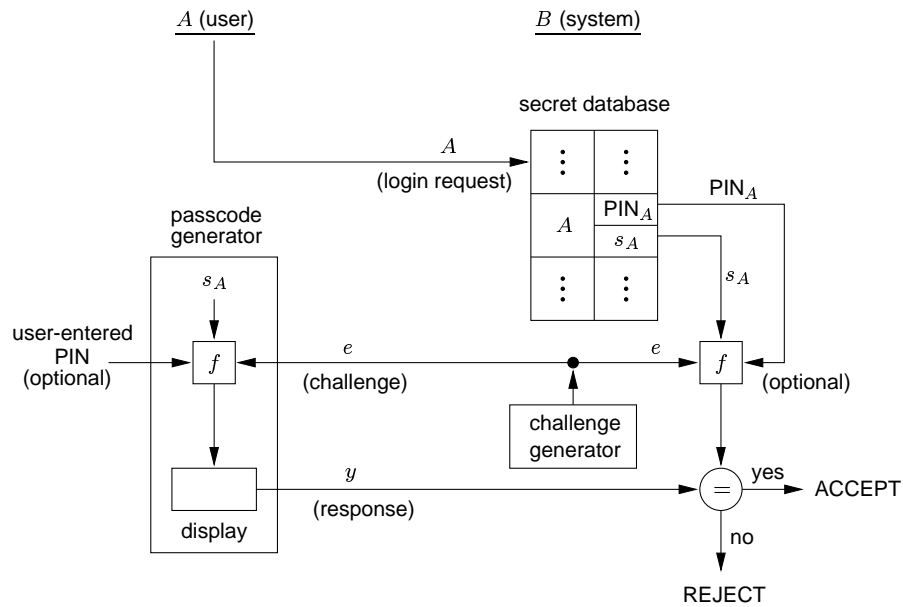 A (user)
B (system)
secret database
A
(login request)
⋮ ⋮
A
PIN_A
s_A
⋮ ⋮
PIN_A
s_A
passcode
generator
s_A
user-entered
PIN
(optional)
f
e
(challenge)
e
f
(optional)
challenge
generator
display
y
(response)
=
yes
ACCEPT
no
REJECT